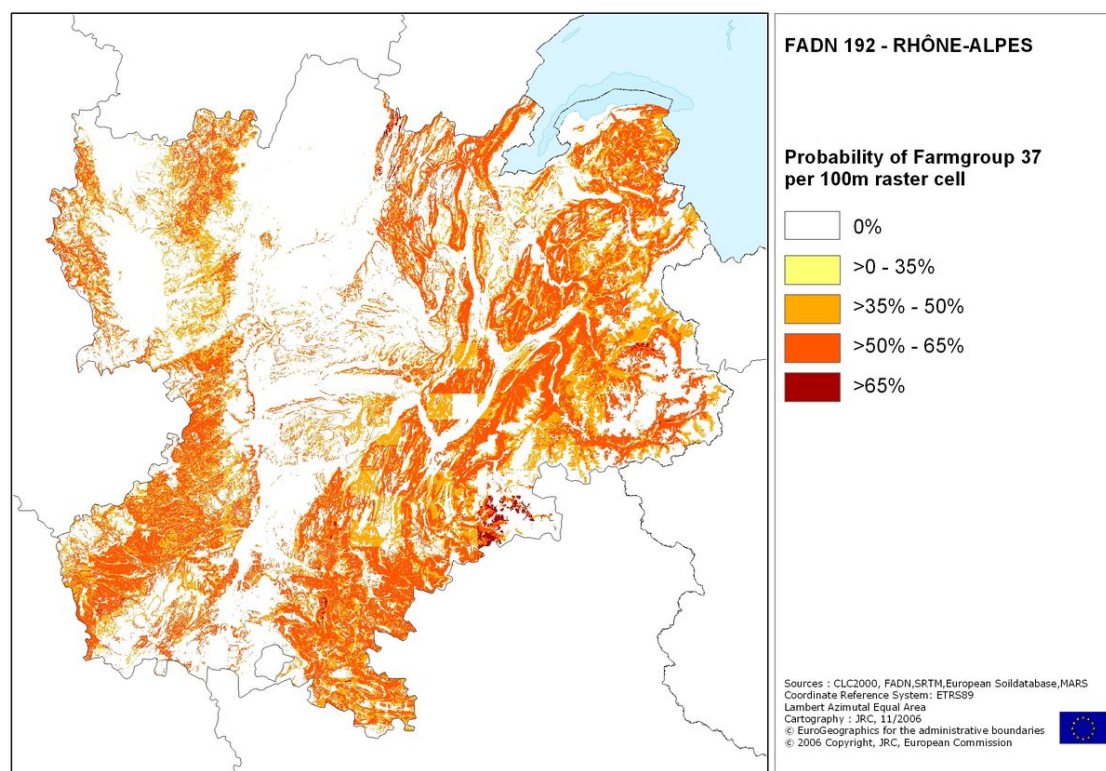 FADN 192 - RHÔNE-ALPES
Probability of Farmgroup 37
per 100m raster cell
0%
>0 - 35%
>35% - 50%
>50% - 65%
>65%
Sources : CLC2000, FADN,SRTM,European Soildatabase,MARS
Coordinate Reference System: ETRS89
Lambert Azimutal Equal Area
Cartography : JRC, 11/2006
© EuroGeographics for the administrative boundaries
© 2006 Copyright, JRC, European Commission